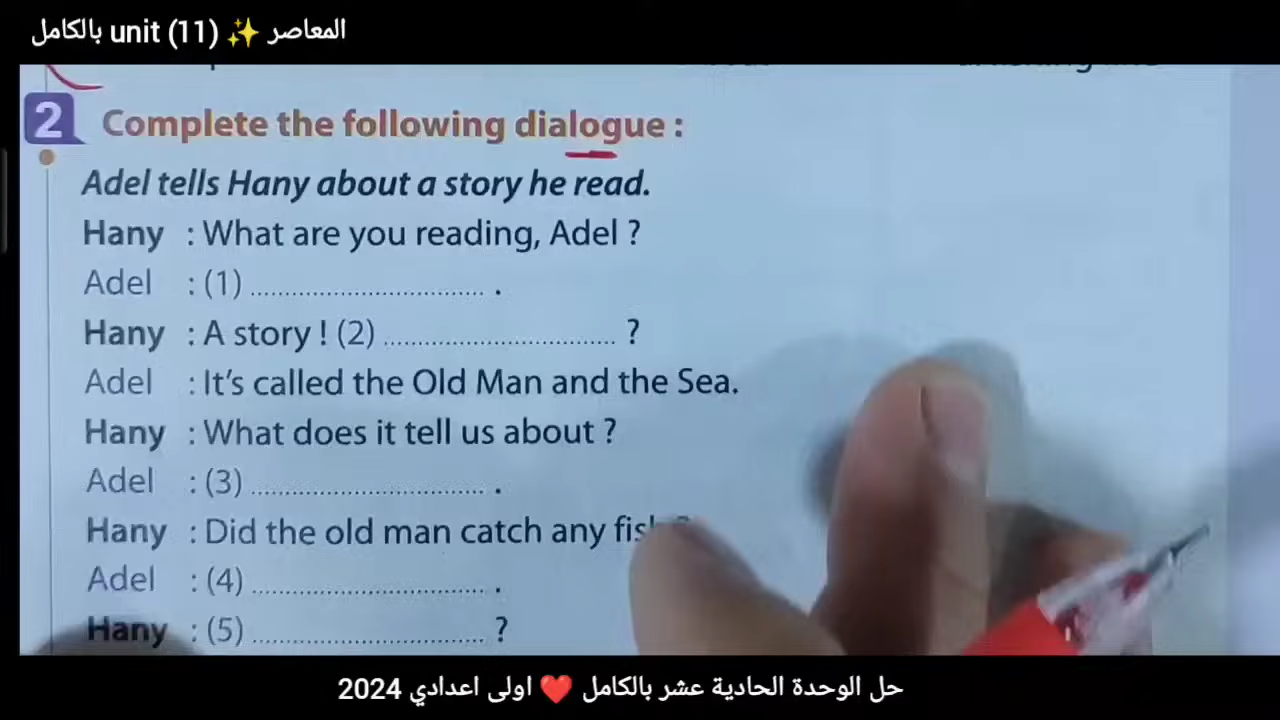 المعاصر ✨ unit (11) بالكامل
2 Complete the following dialogue :
Adel tells Hany about a story he read.
Hany : What are you reading, Adel ?
Adel : (1) .................................. .
Hany : A story ! (2) .................................. ?
Adel : It's called the Old Man and the Sea.
Hany : What does it tell us about ?
Adel : (3) .................................. .
Hany : Did the old man catch any
Adel : (4) .................................. .
Hany : (5) .................................. ?
حل الوحدة الحادية عشر بالكامل ❤️ اولى اعدادي 2024